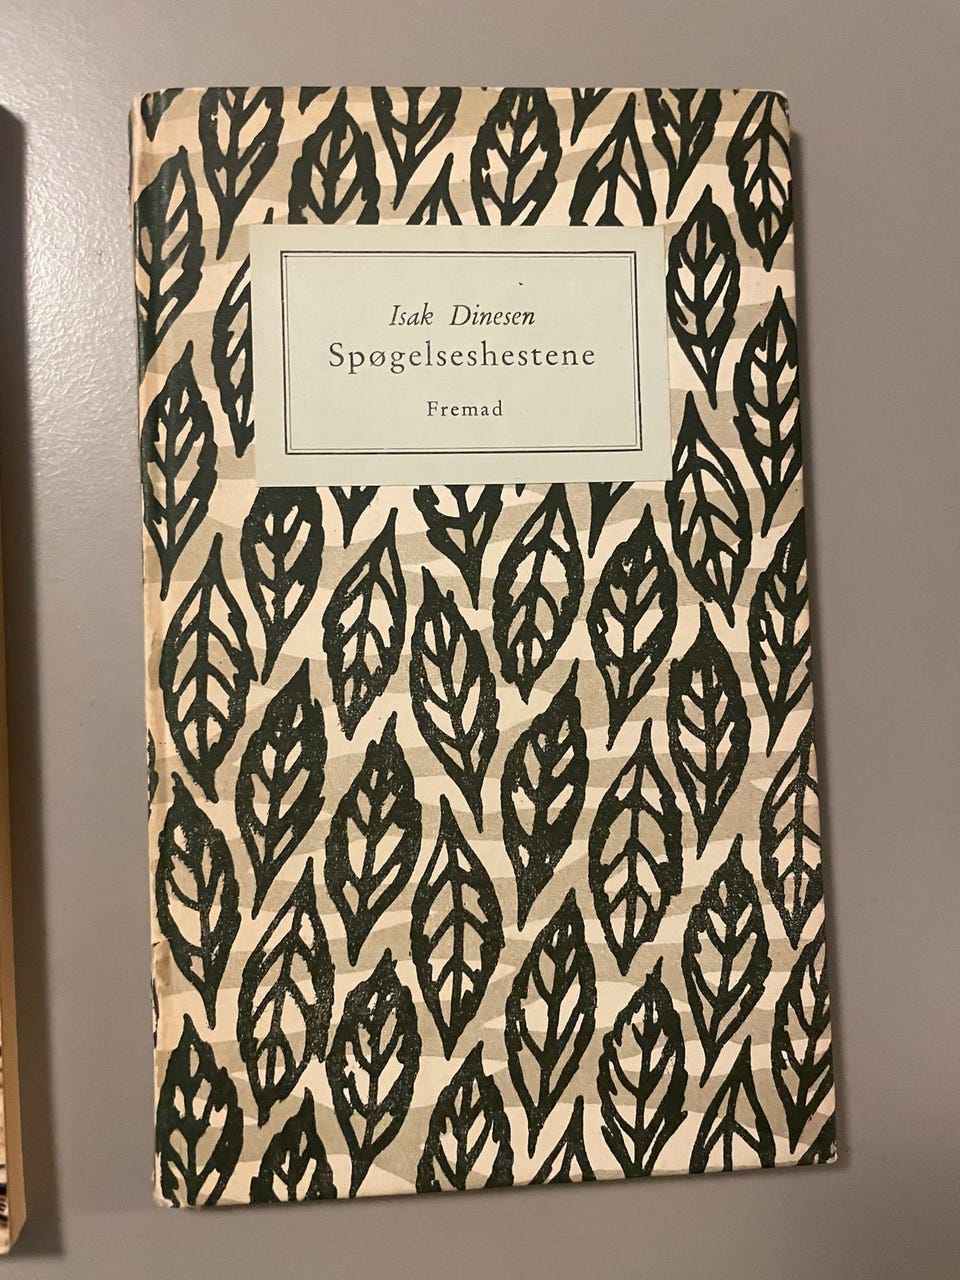 Isak Dinesen
Spøgelseshestene
Fremad